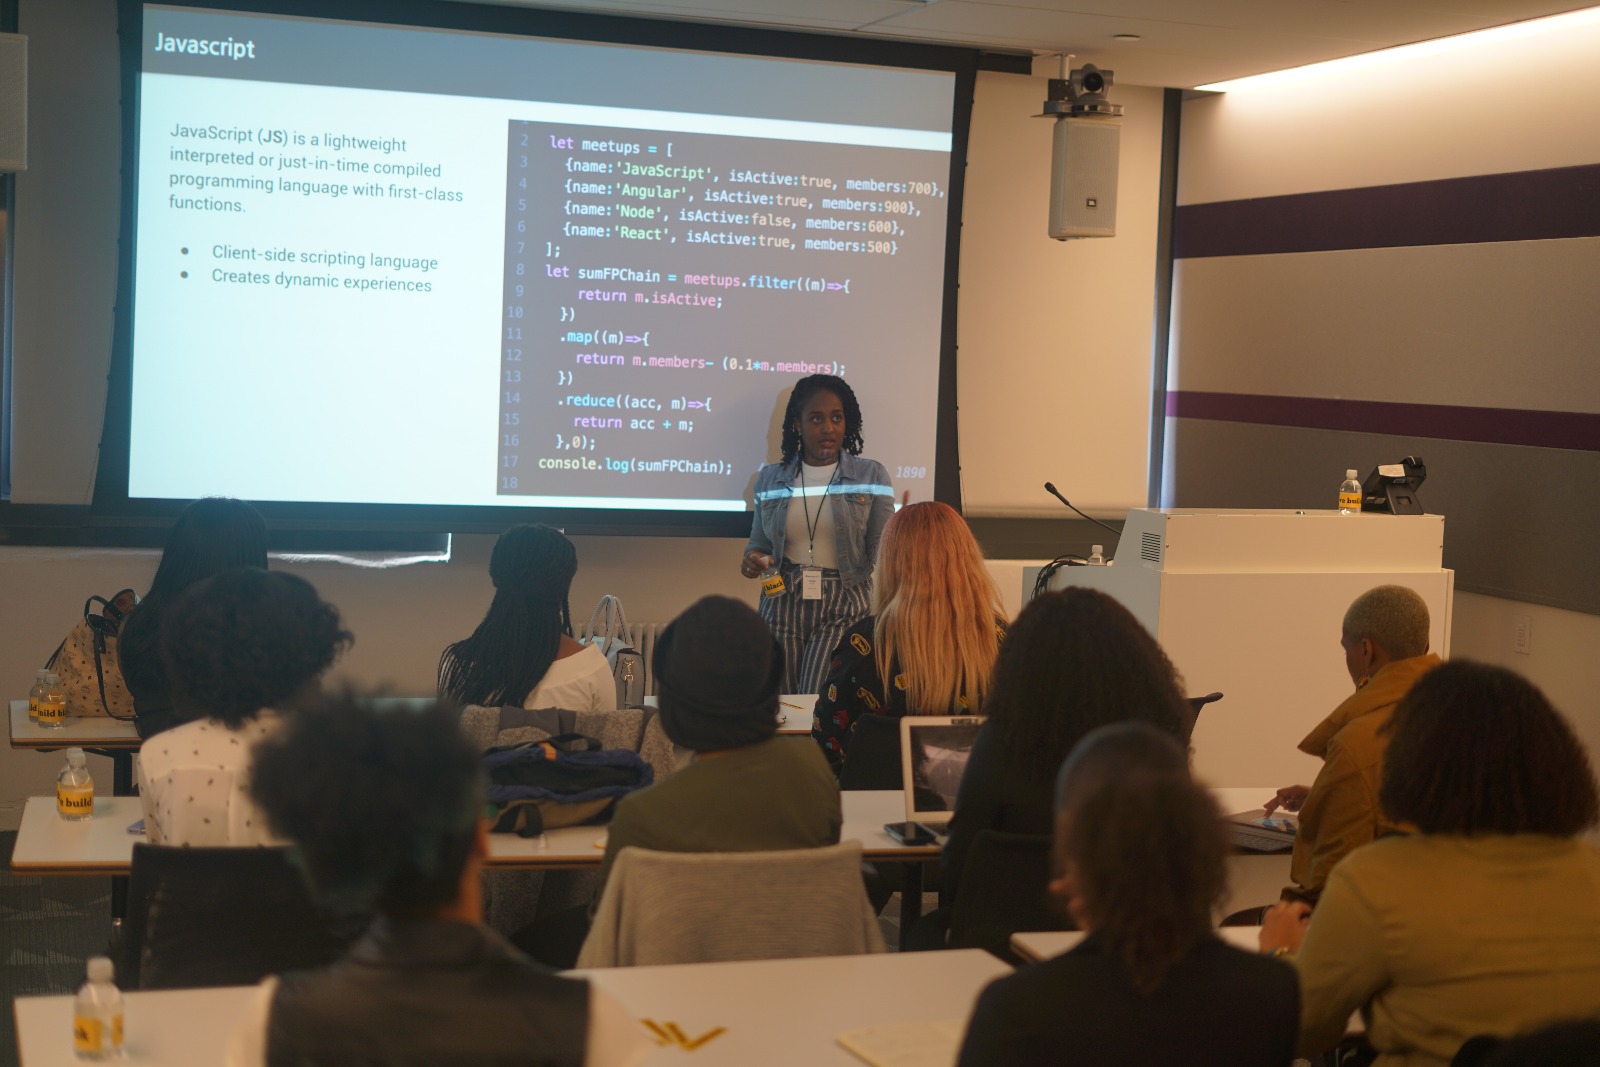 Javascript
JavaScript (JS) is a lightweight
interpreted or just-in-time compiled
programming language with first-class
functions.
● Client-side scripting language
● Creates dynamic experiences
2 let meetups = [
3 {name:'JavaScript', isActive:true, members:700},
4 {name:'Angular', isActive:true, members:900},
5 {name:'Node', isActive:false, members:600},
6 {name:'React', isActive:true, members:500}
7 ];
8 let sumFPChain = meetups.filter((m)=>{
9 return m.isActive;
10 })
11 .map((m)=>{
12 return m.members- (0.1*m.members);
13 })
14 .reduce((acc, m)=>{
15 return acc + m;
16 },0);
17 console.log(sumFPChain);
1890
18
JBL
black
build